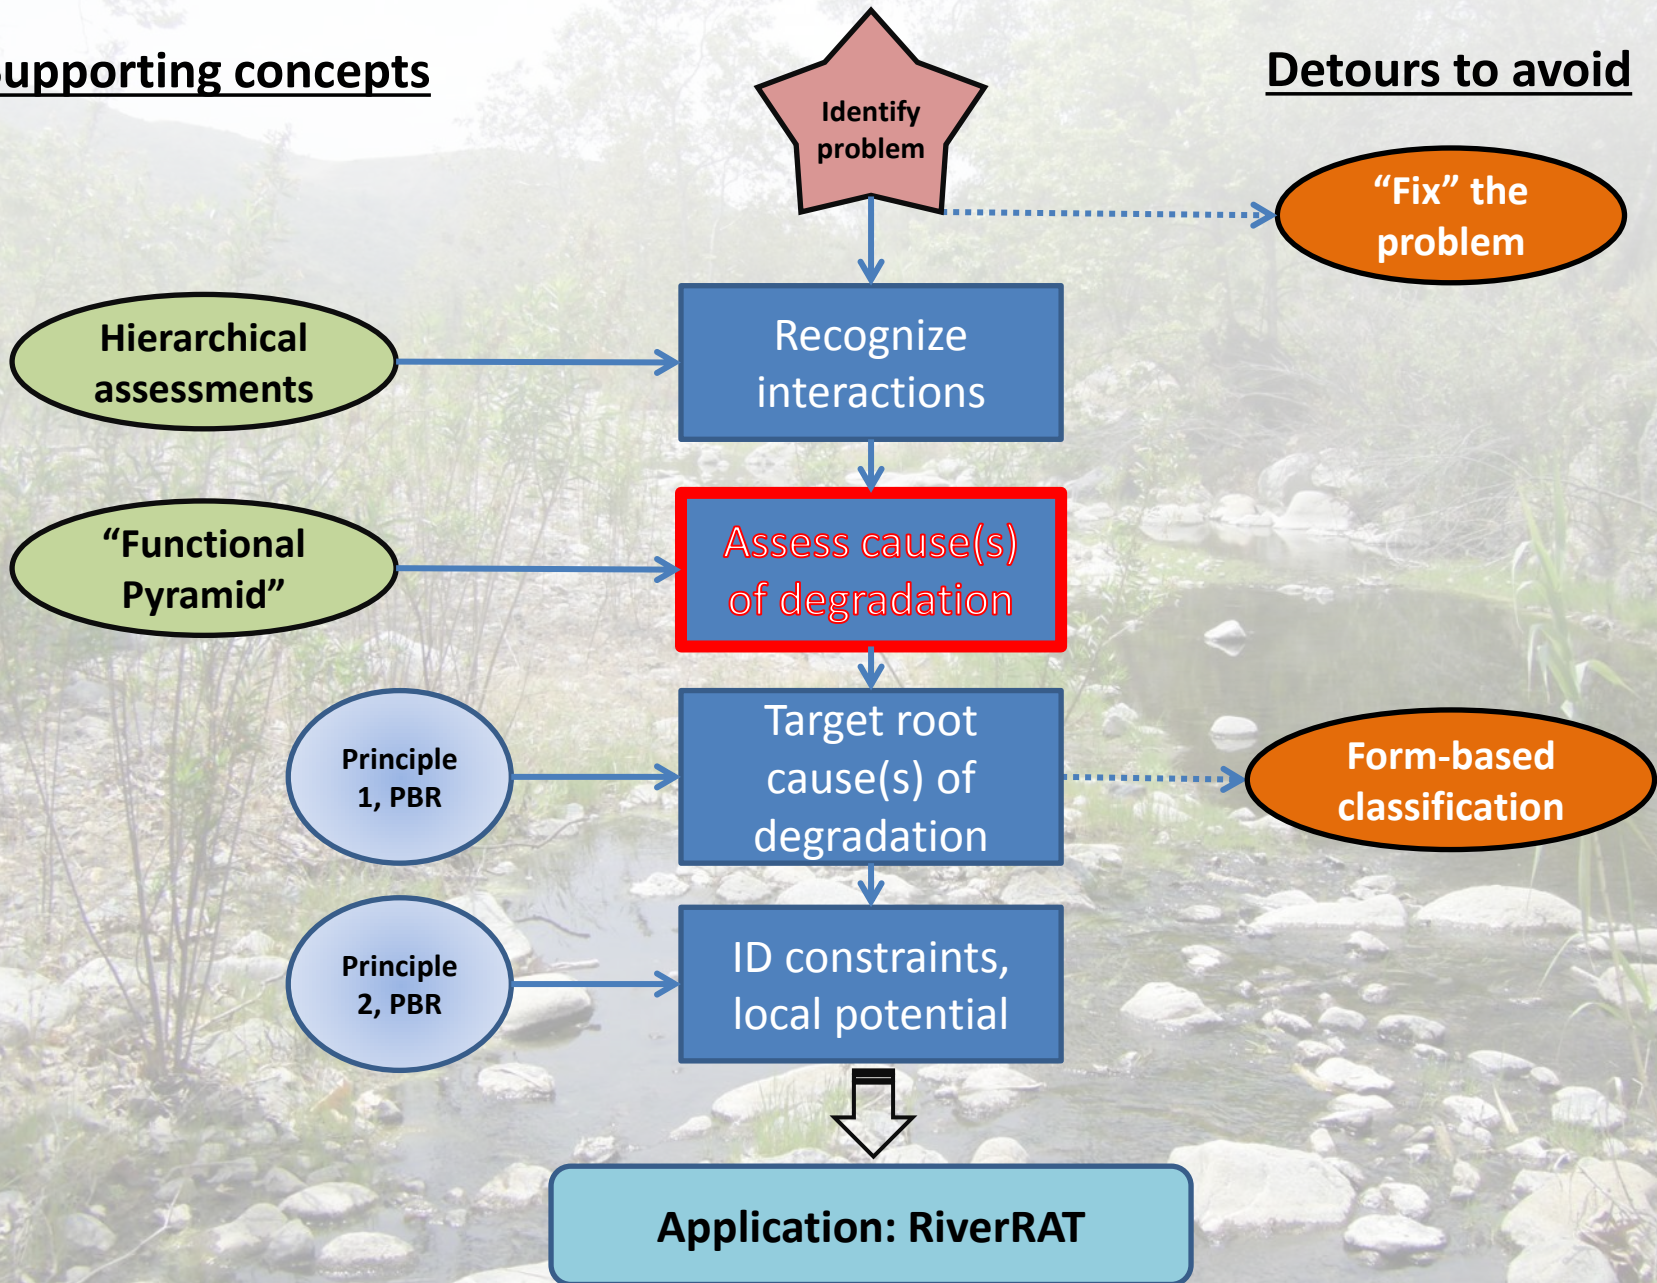 upporting concepts
Detours to avoid
Identify
problem
“Fix” the
problem
Hierarchical
assessments
Recognize
interactions
“Functional
Pyramid”
Assess cause(s)
of degradation
Principle
1, PBR
Target root
cause(s) of
degradation
Form-based
classification
Principle
2, PBR
ID constraints,
local potential
Application: RiverRAT